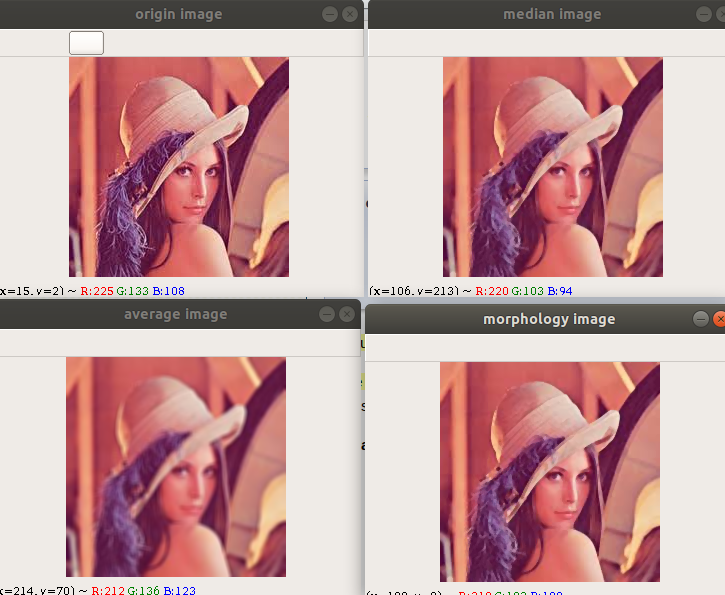 origin image
median image
x=15, y=2) ~ R:225 G:133 B:108
(x=106, y=213) ~ R:220 G:103 B:94
average image
morphology image
x=214, y=70) ~ R:212 G:136 B:123